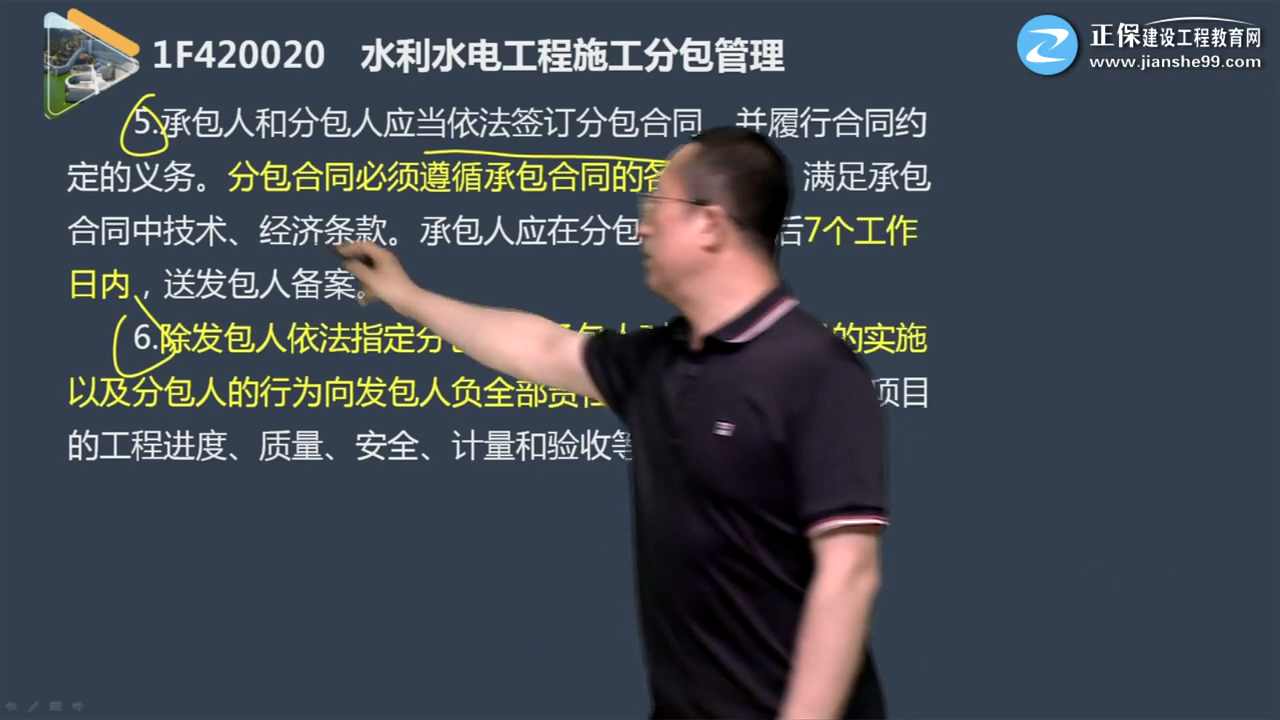 1F420020 水利水电工程施工分包管理
正保建设工程教育网
www.jianshe99.com
5.承包人和分包人应当依法签订分包合同，并履行合同约
定的义务。分包合同必须遵循承包合同的各 满足承包
合同中技术、经济条款。承包人应在分包 后7个工作
日内，送发包人备案。
6.除发包人依法指定分 的实施
以及分包人的行为向发包人负全部责任 项目
的工程进度、质量、安全、计量和验收等